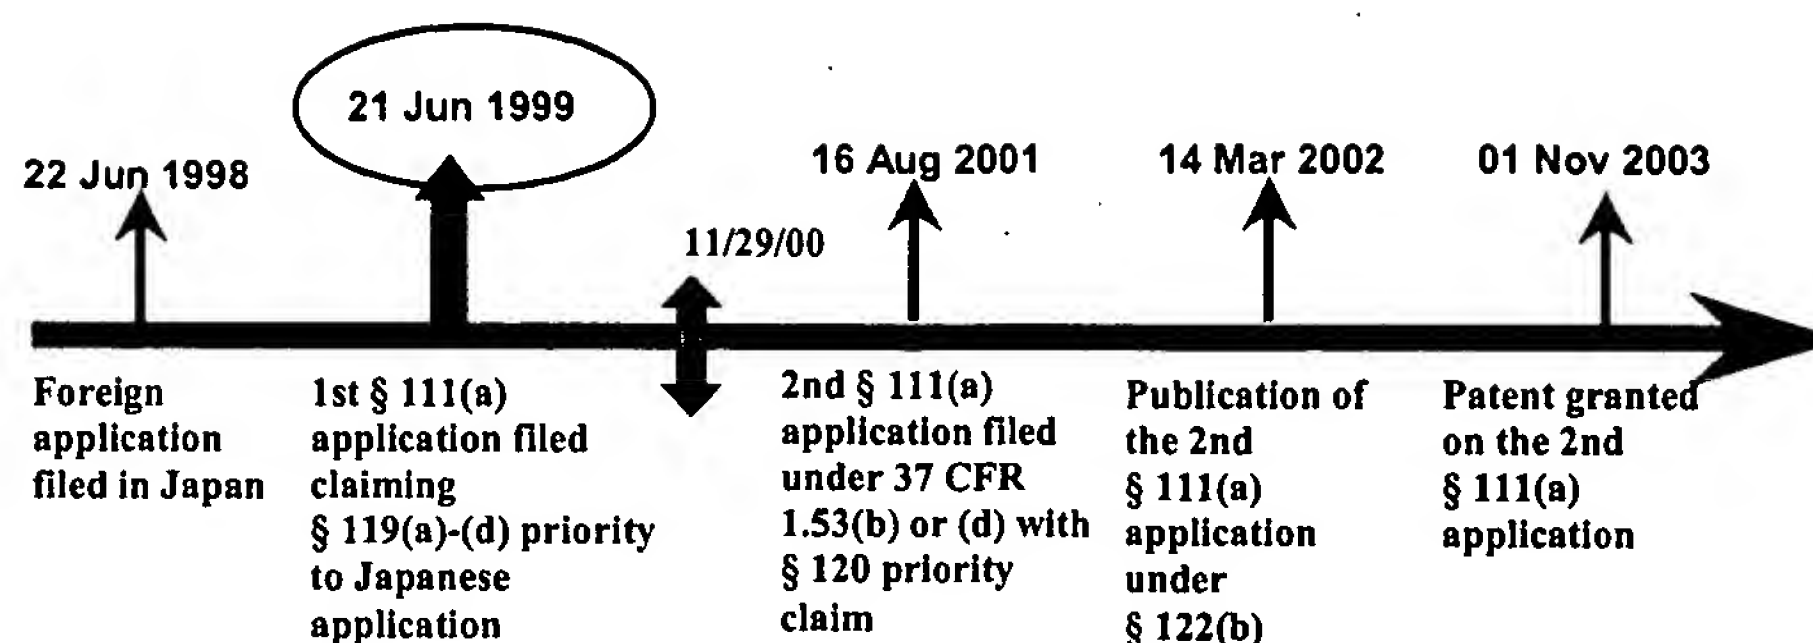 22 Jun 1998
21 Jun 1999
11/29/00
16 Aug 2001
14 Mar 2002
01 Nov 2003
Foreign
application
filed in Japan
1st § 111(a)
application filed
claiming
§ 119(a)-(d) priority
to Japanese
application
2nd § 111(a)
application filed
under 37 CFR
1.53(b) or (d) with
§ 120 priority
claim
Publication of
the 2nd
§ 111(a)
application
under
§ 122(b)
Patent granted
on the 2nd
§ 111(a)
application